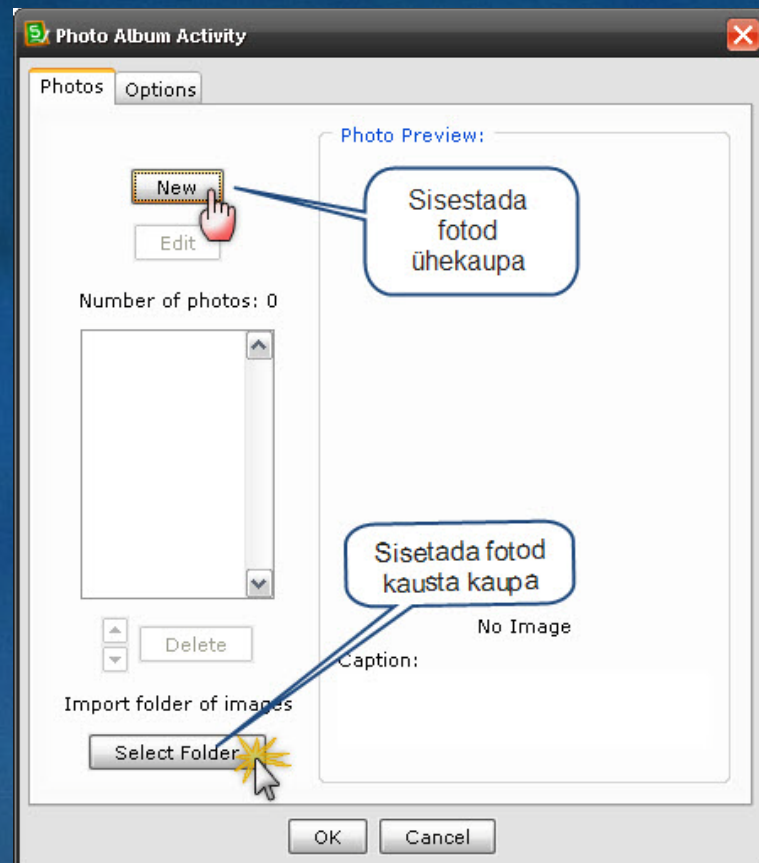 Photo Album Activity
Photos Options
Photo Preview:
New
Sisestada
fotod
ühekaupa
Edit
Number of photos: 0
Sisetada fotod
kausta kaupa
No Image
Delete
Caption:
Import folder of images
Select Folder
OK Cancel